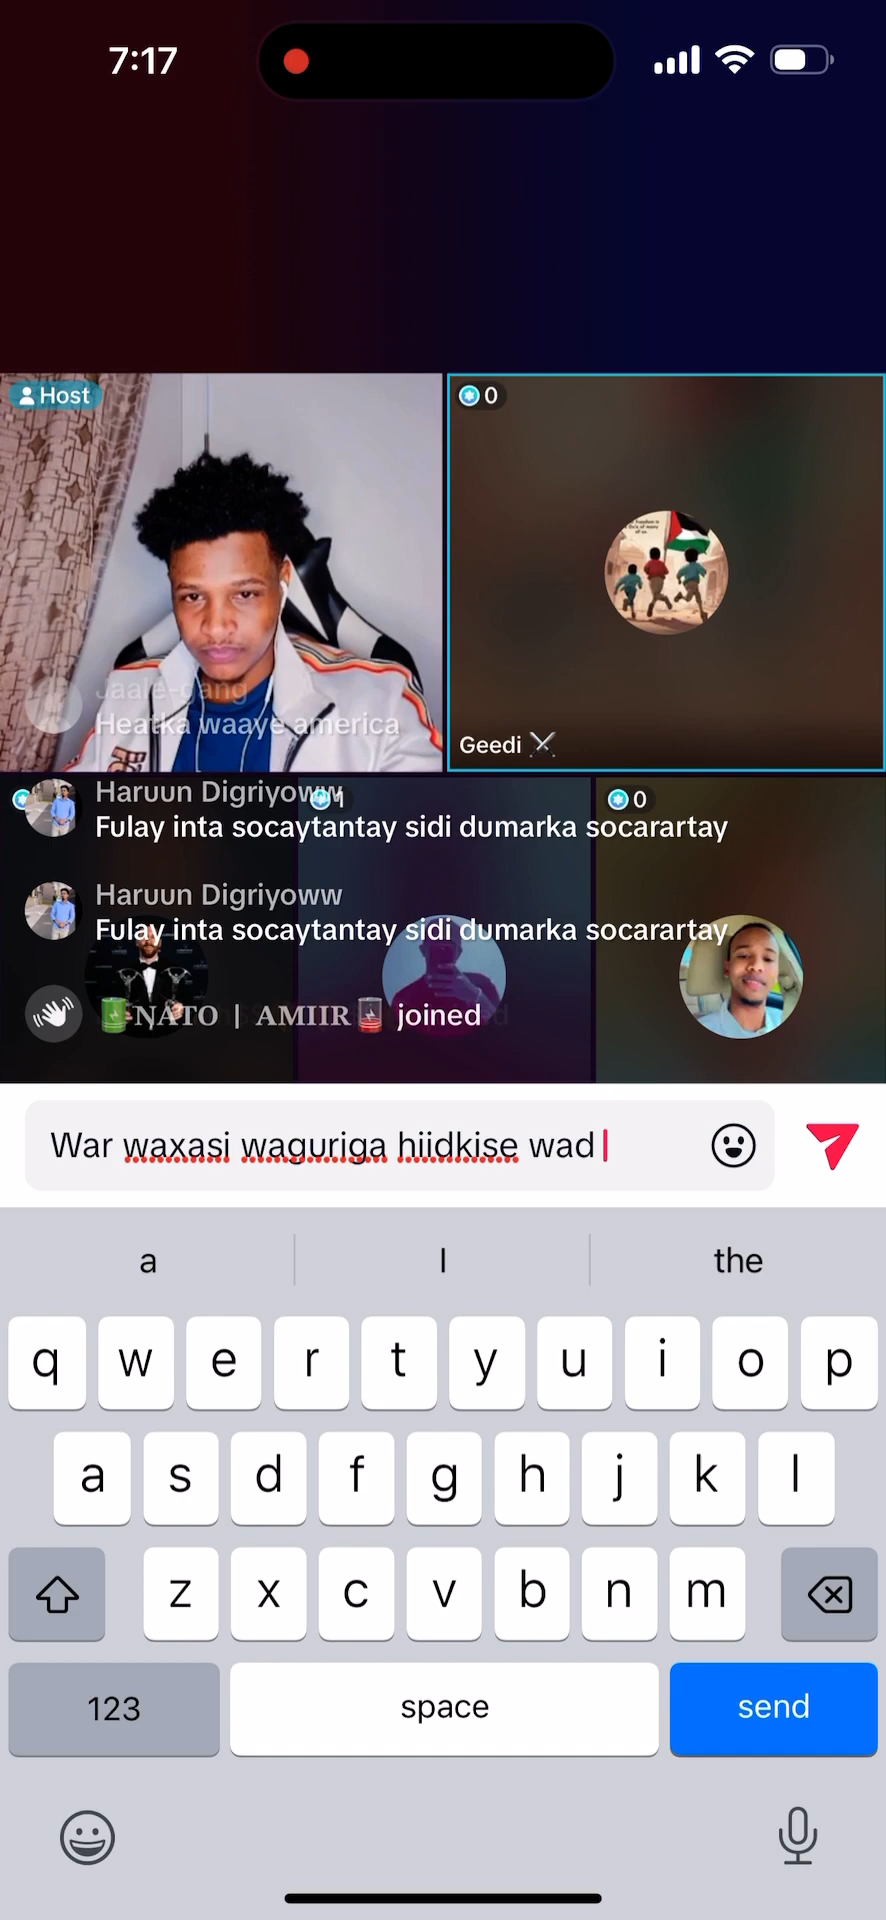 7:17
Host
0
Jaale-gang
Heatka waaye america
Geedi
Haruun Digriyoww
1
0
Fulay inta socaytantay sidi dumarka socarartay
Haruun Digriyoww
Fulay inta socaytantay sidi dumarka socarartay
NATO | AMIIR joined
War waxasi waguriga hiidkise wad
a I the
q w e r t y u i o p
a s d f g h j k l
z x c v b n m
123 space send